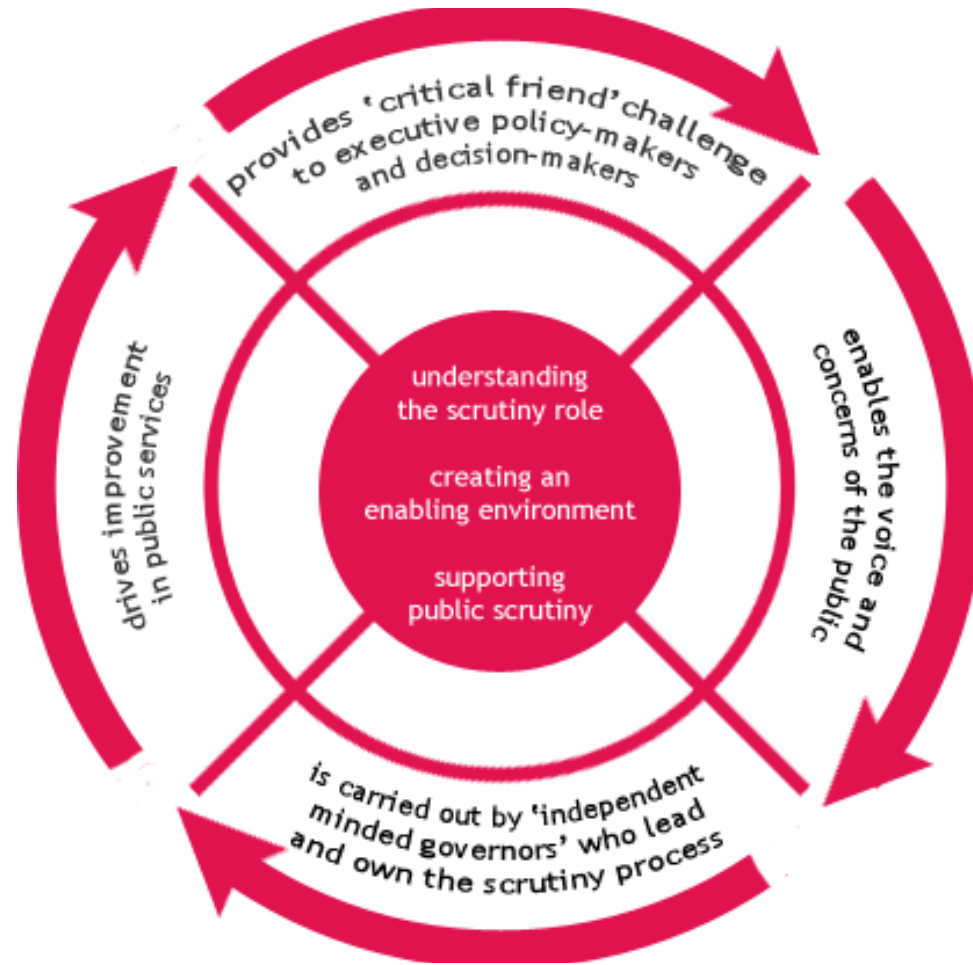 provides ‘critical friend’ challenge
to executive policy-makers
and decision-makers
enables the voice and
concerns of the public
is carried out by ‘independent
minded governors’ who lead
and own the scrutiny process
drives improvement
in public services
understanding
the scrutiny role
creating an
enabling environment
supporting
public scrutiny